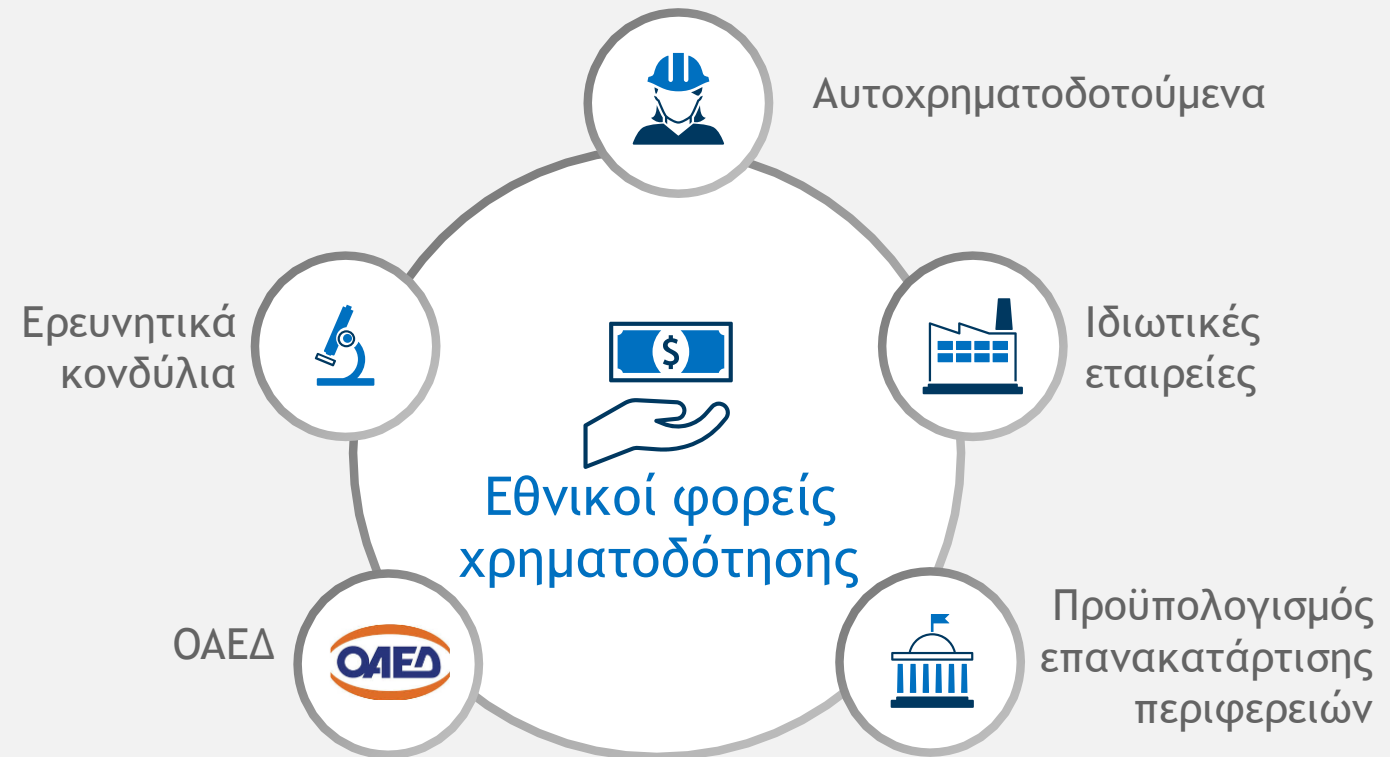 Αυτοχρηματοδοτούμενα
Ερευνητικά
κονδύλια
Ιδιωτικές
εταιρείες
$
Εθνικοί φορείς
χρηματοδότησης
ΟΑΕΔ
ΟΑΕΔ
Προϋπολογισμός
επανακατάρτισης
περιφερειών